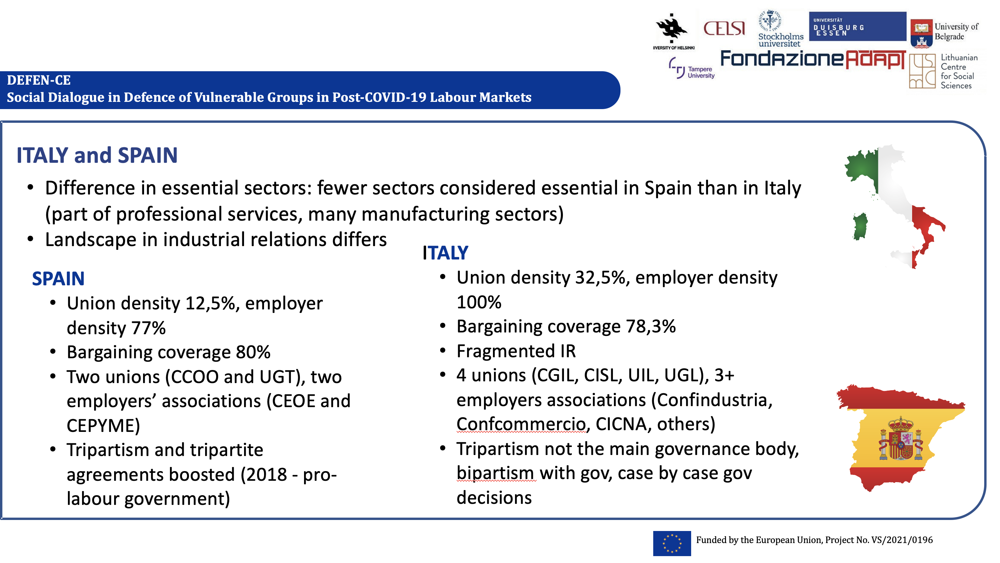 IIVERSITY OF HELSINKI
CELSI
Stockholms
universitet
UNIVERSITÄT
DUISBURG
ESSEN
University of
Belgrade
Tampere
University
FondazioneAdapt
Lithuanian
Centre
for Social
Sciences
DEFEN-CE
Social Dialogue in Defence of Vulnerable Groups in Post-COVID-19 Labour Markets
ITALY and SPAIN
• Difference in essential sectors: fewer sectors considered essential in Spain than in Italy
(part of professional services, many manufacturing sectors)
• Landscape in industrial relations differs
SPAIN
• Union density 12,5%, employer
density 77%
• Bargaining coverage 80%
• Two unions (CCOO and UGT), two
employers’ associations (CEOE and
CEPYME)
• Tripartism and tripartite
agreements boosted (2018 - pro-
labour government)
ITALY
• Union density 32,5%, employer density
100%
• Bargaining coverage 78,3%
• Fragmented IR
• 4 unions (CGIL, CISL, UIL, UGL), 3+
employers associations (Confindustria,
Confcommercio, CICNA, others)
• Tripartism not the main governance body,
bipartism with gov, case by case gov
decisions
Funded by the European Union, Project No. VS/2021/0196